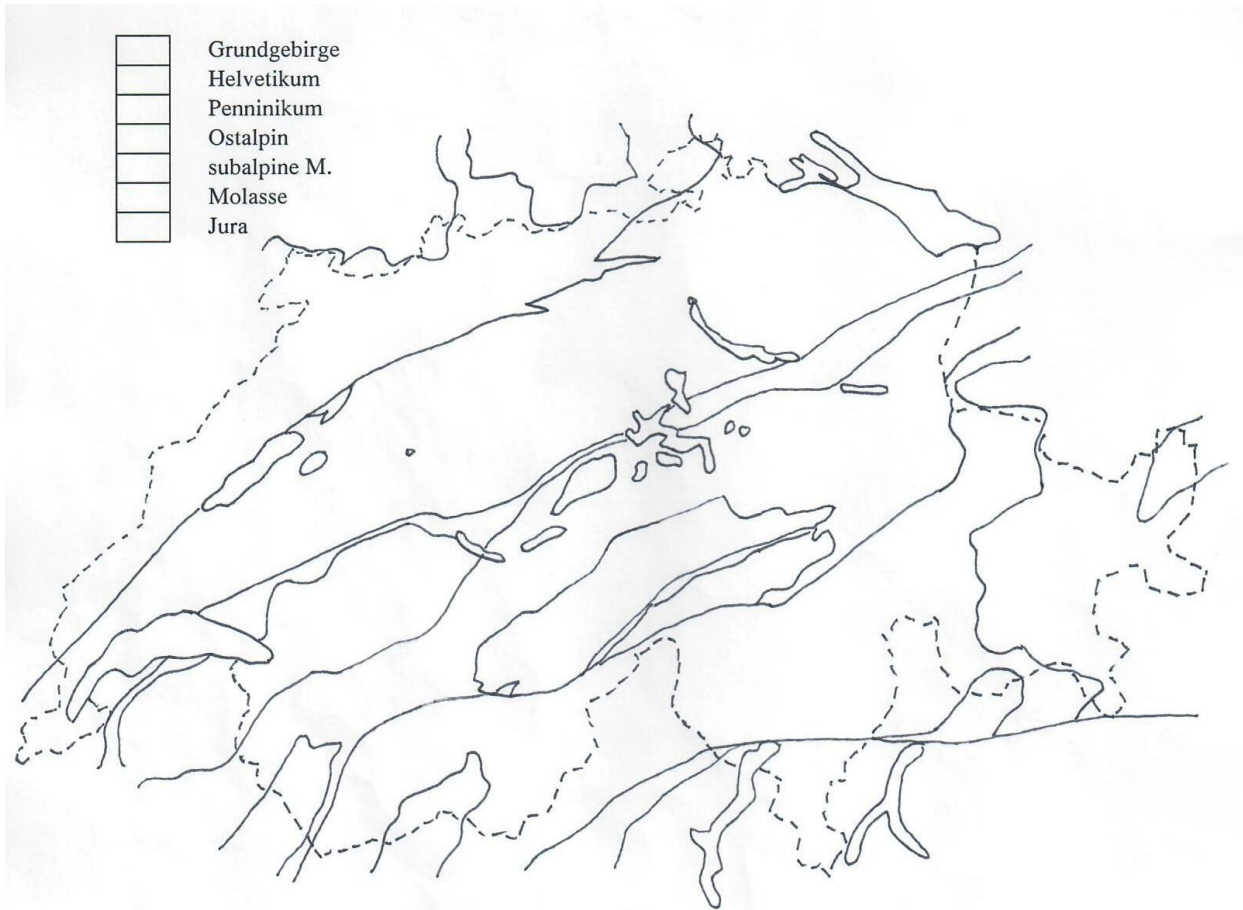 Grundgebirge
Helvetikum
Penninikum
Ostalpin
subalpine M.
Molasse
Jura